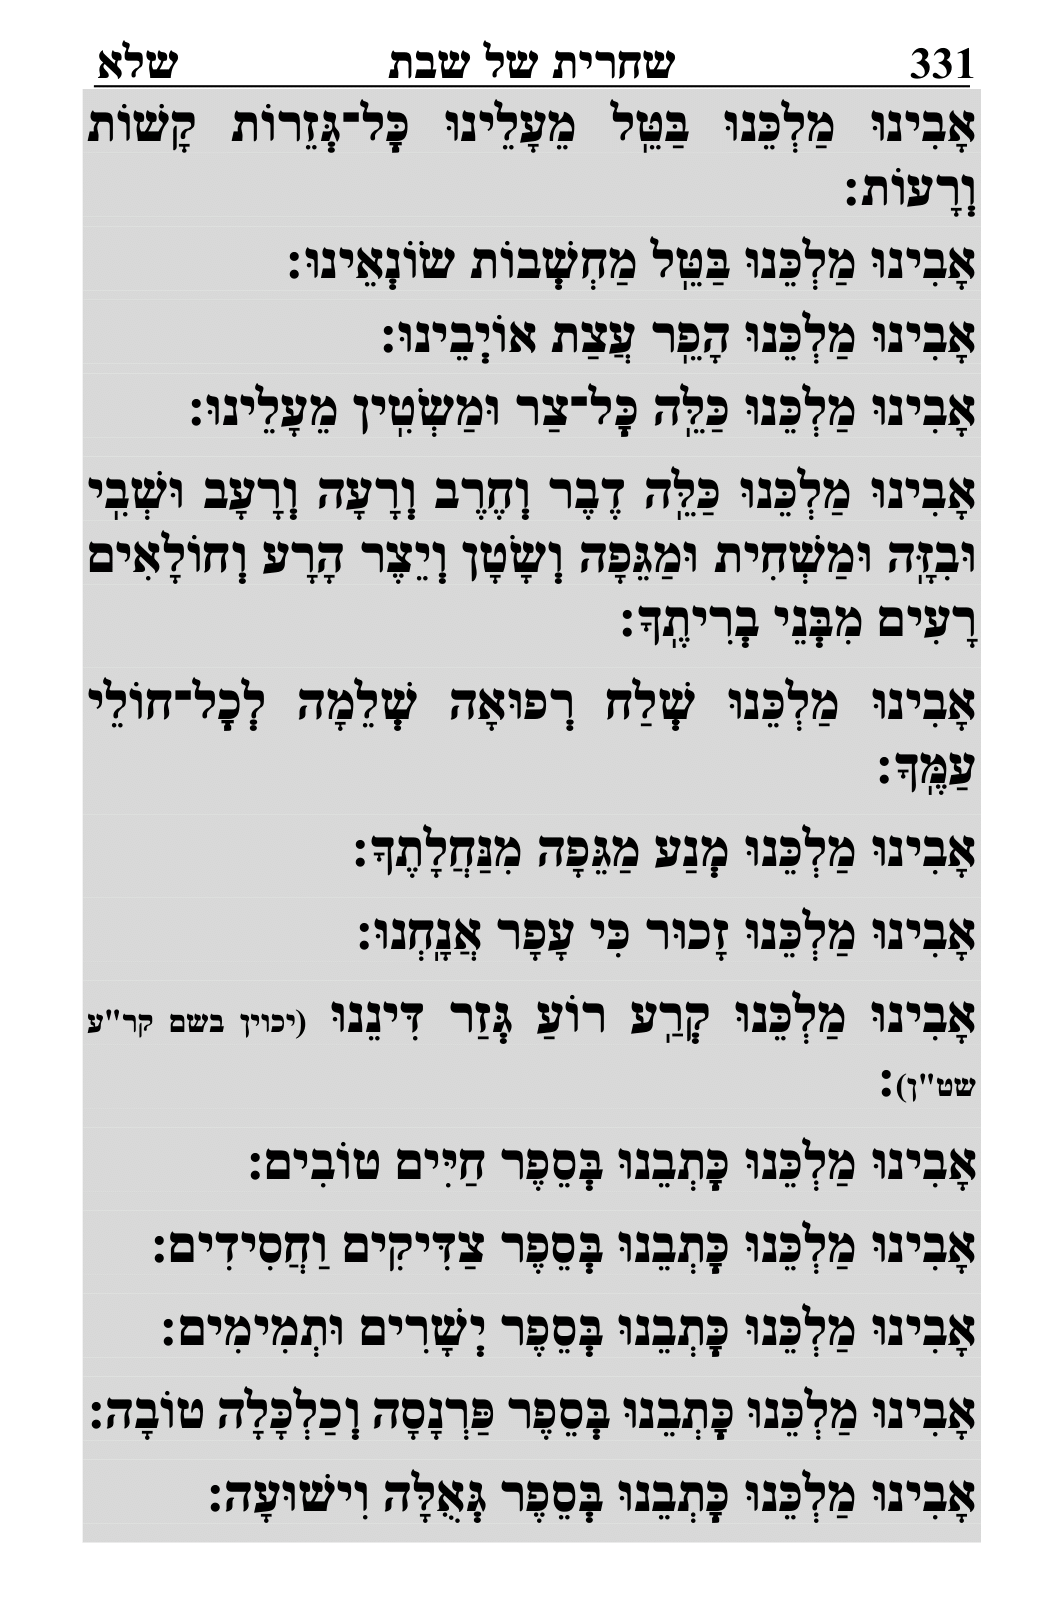 331 שחרית של שבת שלא
אָבִינוּ מַלְכֵּנוּ בַּטֵּֽל מֵעָלֵינוּ כׇּל־גְּזֵרוֹת קָשׁוֹת
וְרָעוֹת:
אָבִינוּ מַלְכֵּנוּ בַּטֵּֽל מַחְשְׁבוֹת שׂוֹנְאֵינוּ:
אָבִינוּ מַלְכֵּנוּ הָפֵֽר עֲצַת אוֹיְבֵינוּ:
אָבִינוּ מַלְכֵּנוּ כַּלֵּֽה כׇּל־צַר וּמַשְׂטִֽין מֵעָלֵינוּ:
אָבִינוּ מַלְכֵּנוּ כַּלֵּֽה דֶבֶר וְחֶרֶב וְרָעָה וְרָעָב וּשְׁבִֽי
וּבִזָּֽה וּמַשְׁחִית וּמַגֵּפָה וְשָׂטָן וְיֵצֶר הָרָע וְחוֹלָאִים
רָעִים מִבְּנֵי בְרִיתֶֽךָ:
אָבִינוּ מַלְכֵּנוּ שְׁלַח רְפוּאָה שְׁלֵמָה לְכׇל־חוֹלֵי
עַמֶּֽךָ:
אָבִינוּ מַלְכֵּנוּ מְנַע מַגֵּפָה מִנַּחֲלָתֶךָ:
אָבִינוּ מַלְכֵּנוּ זָכוּר כִּי עָפָר אֲנָֽחְנוּ:
אָבִינוּ מַלְכֵּנוּ קְרַֽע רוֹעַ גְּזַר דִּינֵנוּ (יכוין בשם קר"ע
שט"ן):
אָבִינוּ מַלְכֵּנוּ כׇּתְבֵנוּ בְּסֵפֶר חַיִּים טוֹבִים:
אָבִינוּ מַלְכֵּנוּ כׇּתְבֵנוּ בְּסֵפֶר צַדִּיקִים וַחֲסִידִים:
אָבִינוּ מַלְכֵּנוּ כׇּתְבֵנוּ בְּסֵפֶר יְשָׁרִים וּתְמִימִים:
אָבִינוּ מַלְכֵּנוּ כׇּתְבֵנוּ בְּסֵפֶר פַּרְנָסָה וְכַלְכָּלָה טוֹבָה:
אָבִינוּ מַלְכֵּנוּ כׇּתְבֵנוּ בְּסֵפֶר גְּאֻלָּה וִישׁוּעָה: